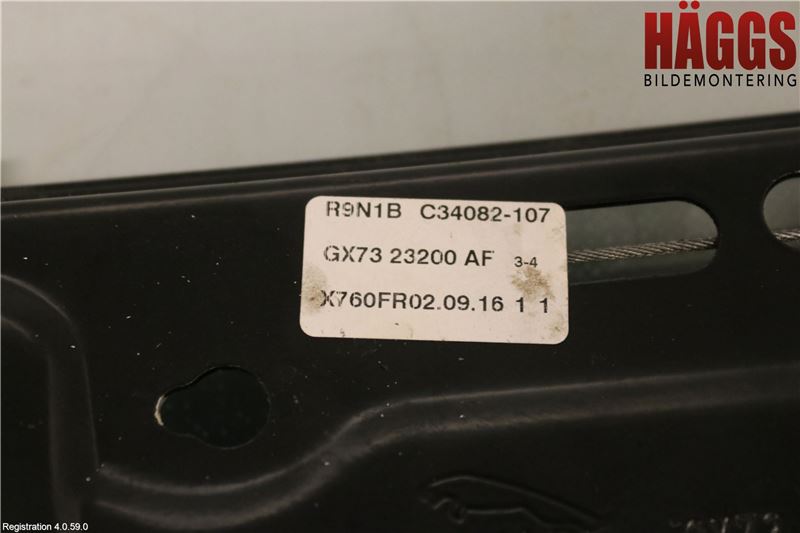 HÄGGS
BILDEMONTERING
R9N1B C34082-107
GX73 23200 AF 3-4
X760FR02.09.16 1 1
Registration 4.0.59.0